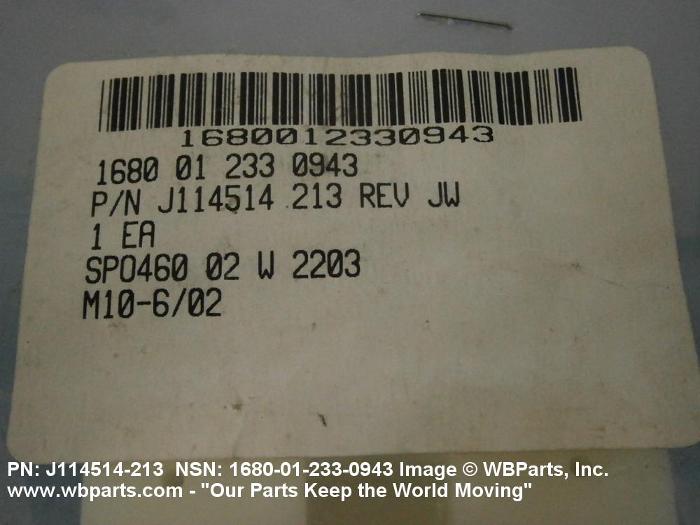 1680012330943
1680 01 233 0943
P/N J114514 213 REV JW
1 EA
SPO460 02 W 2203
M10-6/02
PN: J114514-213 NSN: 1680-01-233-0943 Image © WBParts, Inc.
www.wbparts.com - "Our Parts Keep the World Moving"